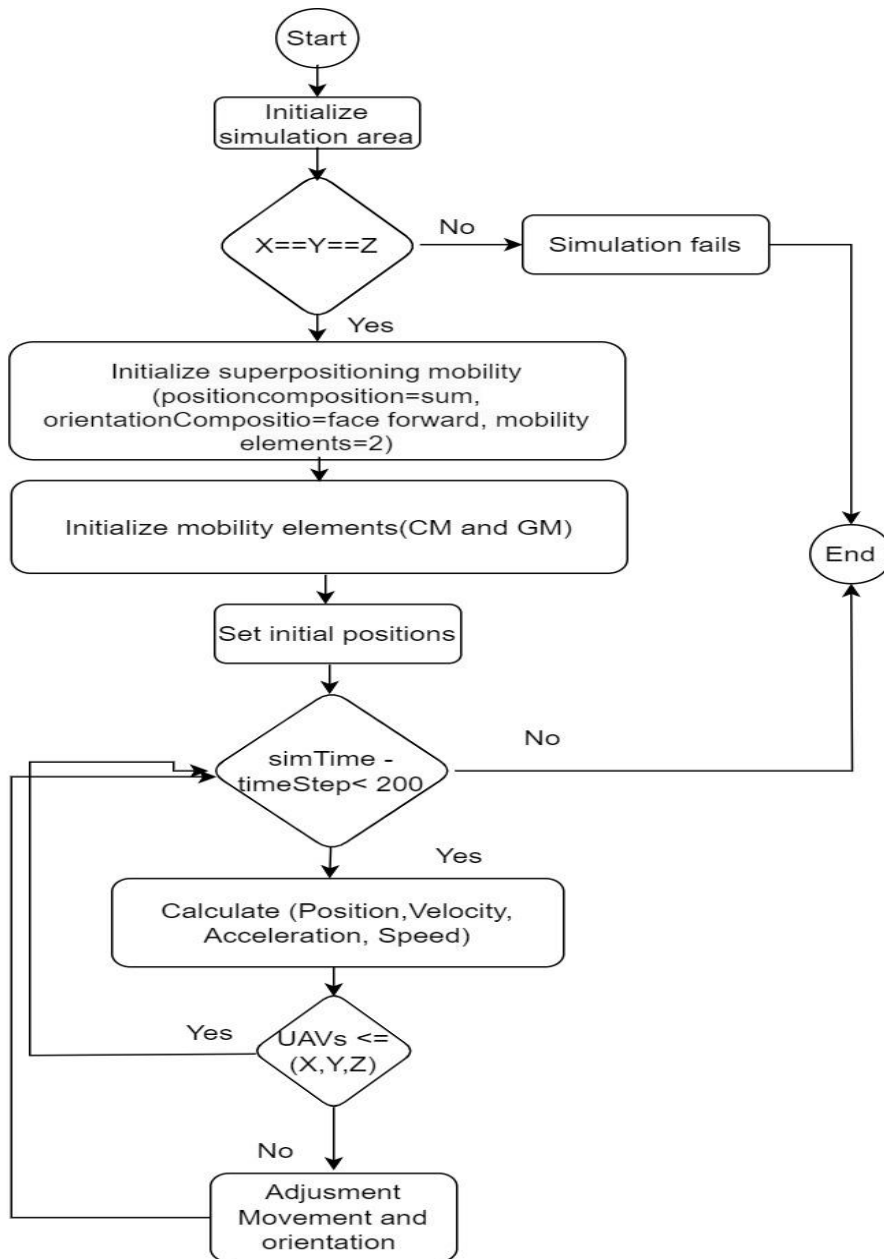 Start
Initialize
simulation area
X==Y==Z
No
Simulation fails
Yes
Initialize superpositioning mobility
(positioncomposition=sum,
orientationCompositio=face forward, mobility
elements=2)
Initialize mobility elements(CM and GM)
End
Set initial positions
simTime -
timeStep< 200
No
Yes
Calculate (Position,Velocity,
Acceleration, Speed)
Yes
UAVs <=
(X,Y,Z)
No
Adjusment
Movement and
orientation